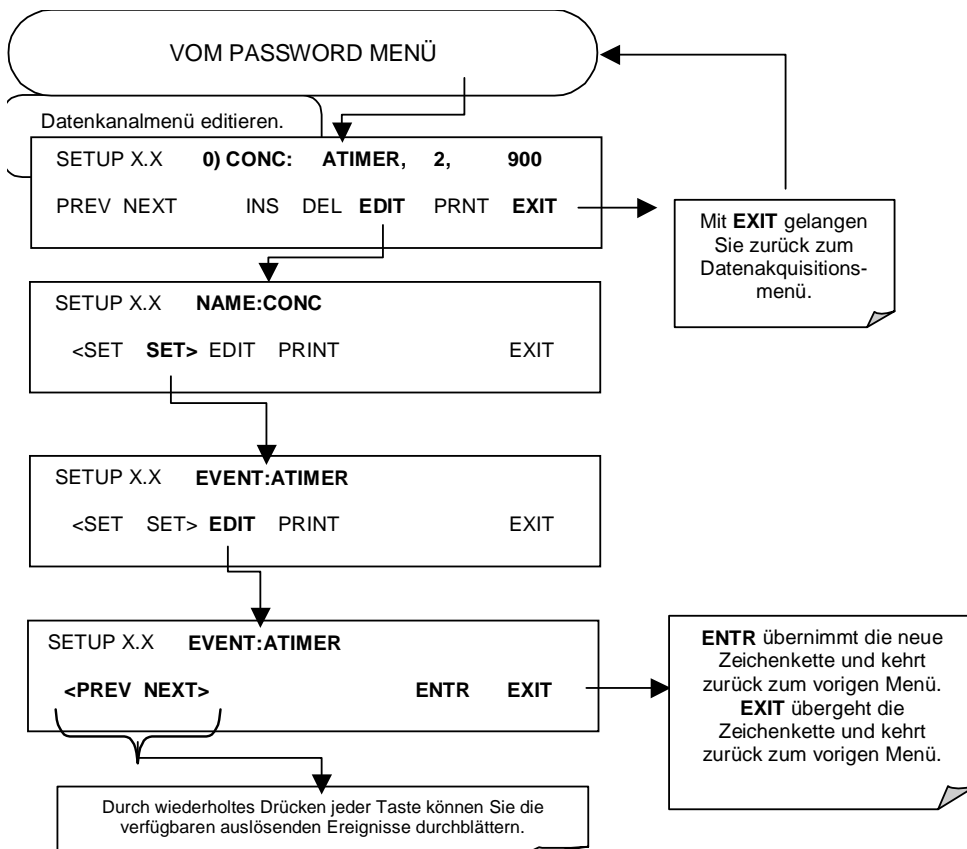 VOM PASSWORD MENÜ
Datenkanalmenü editieren.
SETUP X.X 0) CONC: ATIMER, 2, 900
PREV NEXT INS DEL EDIT PRNT EXIT
Mit EXIT gelangen
Sie zurück zum
Datenakquisitions-
menü.
SETUP X.X NAME:CONC
<SET SET> EDIT PRINT EXIT
SETUP X.X EVENT:ATIMER
<SET SET> EDIT PRINT EXIT
SETUP X.X EVENT:ATIMER
<PREV NEXT> ENTR EXIT
ENTR übernimmt die neue
Zeichenkette und kehrt
zurück zum vorigen Menü.
EXIT übergeht die
Zeichenkette und kehrt
zurück zum vorigen Menü.
Durch wiederholtes Drücken jeder Taste können Sie die
verfügbaren auslösenden Ereignisse durchblättern.